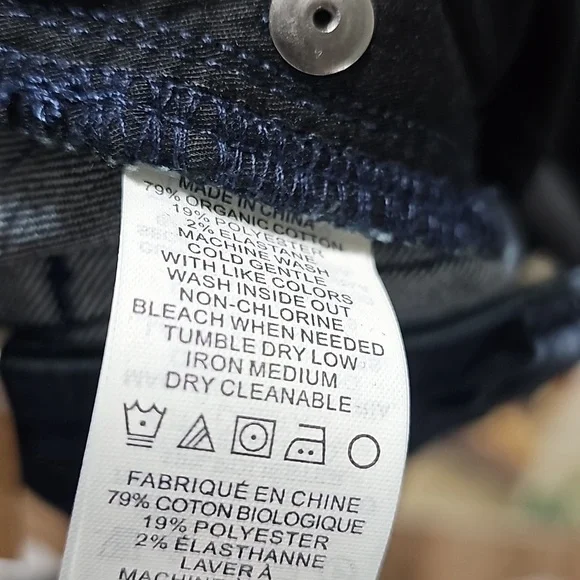 MADE IN CHINA
79% ORGANIC COTTON
19% POLYESTER
2% ELASTANE
MACHINE WASH
COLD GENTLE
WITH LIKE COLORS
WASH INSIDE OUT
NON-CHLORINE
BLEACH WHEN NEEDED
TUMBLE DRY LOW
IRON MEDIUM
DRY CLEANABLE
FABRIQUÉ EN CHINE
79% COTON BIOLOGIQUE
19% POLYESTER
2% ÉLASTHANNE
LAVER À